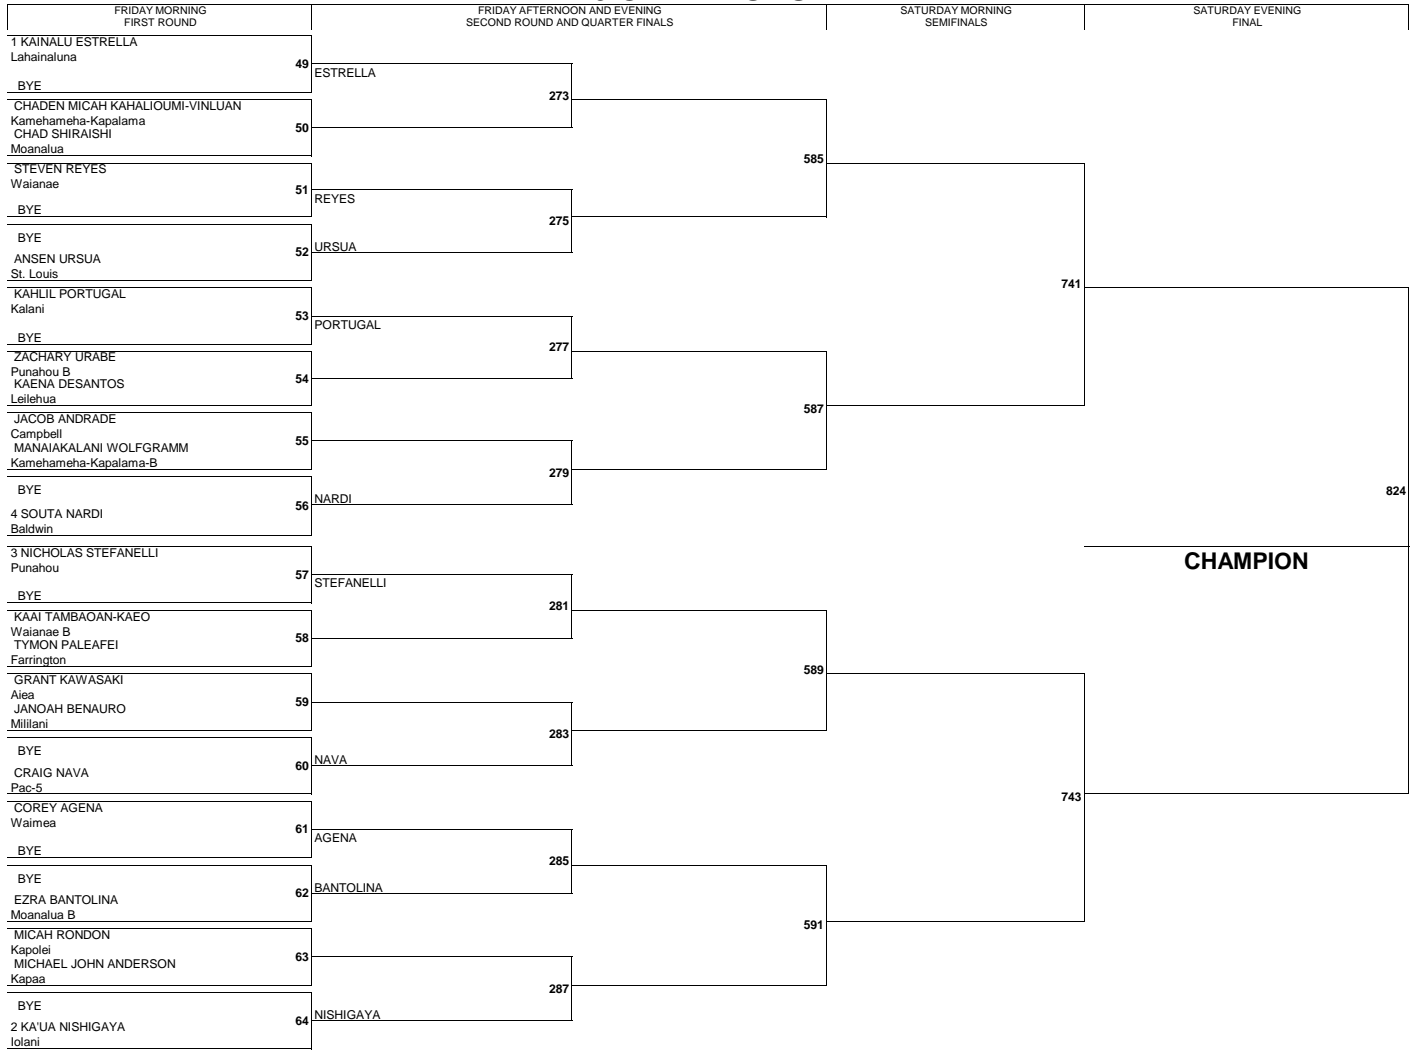 FRIDAY MORNING
FIRST ROUND
FRIDAY AFTERNOON AND EVENING
SECOND ROUND AND QUARTER FINALS
SATURDAY MORNING
SEMIFINALS
SATURDAY EVENING
FINAL
1 KAINALU ESTRELLA
Lahainaluna
49
BYE
ESTRELLA
273
CHADEN MICAH KAHALIOUMI-VINLUAN
Kamehameha-Kapalama
50
CHAD SHIRAISHI
Moanalua
585
STEVEN REYES
Waianae
51
BYE
REYES
275
BYE
52
ANSEN URSUA
St. Louis
URSUA
741
KAHLIL PORTUGAL
Kalani
53
BYE
PORTUGAL
277
ZACHARY URABE
Punahou B
54
KAENA DESANTOS
Leilehua
587
JACOB ANDRADE
Campbell
55
MANAIAKALANI WOLFGRAMM
Kamehameha-Kapalama-B
279
BYE
56
4 SOUTA NARDI
Baldwin
NARDI
824
CHAMPION
3 NICHOLAS STEFANELLI
Punahou
57
BYE
STEFANELLI
281
KAAI TAMBAOAN-KAEO
Waianae B
58
TYMON PALEAFEI
Farrington
589
GRANT KAWASAKI
Aiea
59
JANOAH BENAURO
Mililani
283
BYE
60
CRAIG NAVA
Pac-5
NAVA
743
COREY AGENA
Waimea
61
BYE
AGENA
285
BYE
62
EZRA BANTOLINA
Moanalua B
BANTOLINA
591
MICAH RONDON
Kapolei
63
MICHAEL JOHN ANDERSON
Kapaa
287
BYE
64
2 KA'UA NISHIGAYA
Iolani
NISHIGAYA